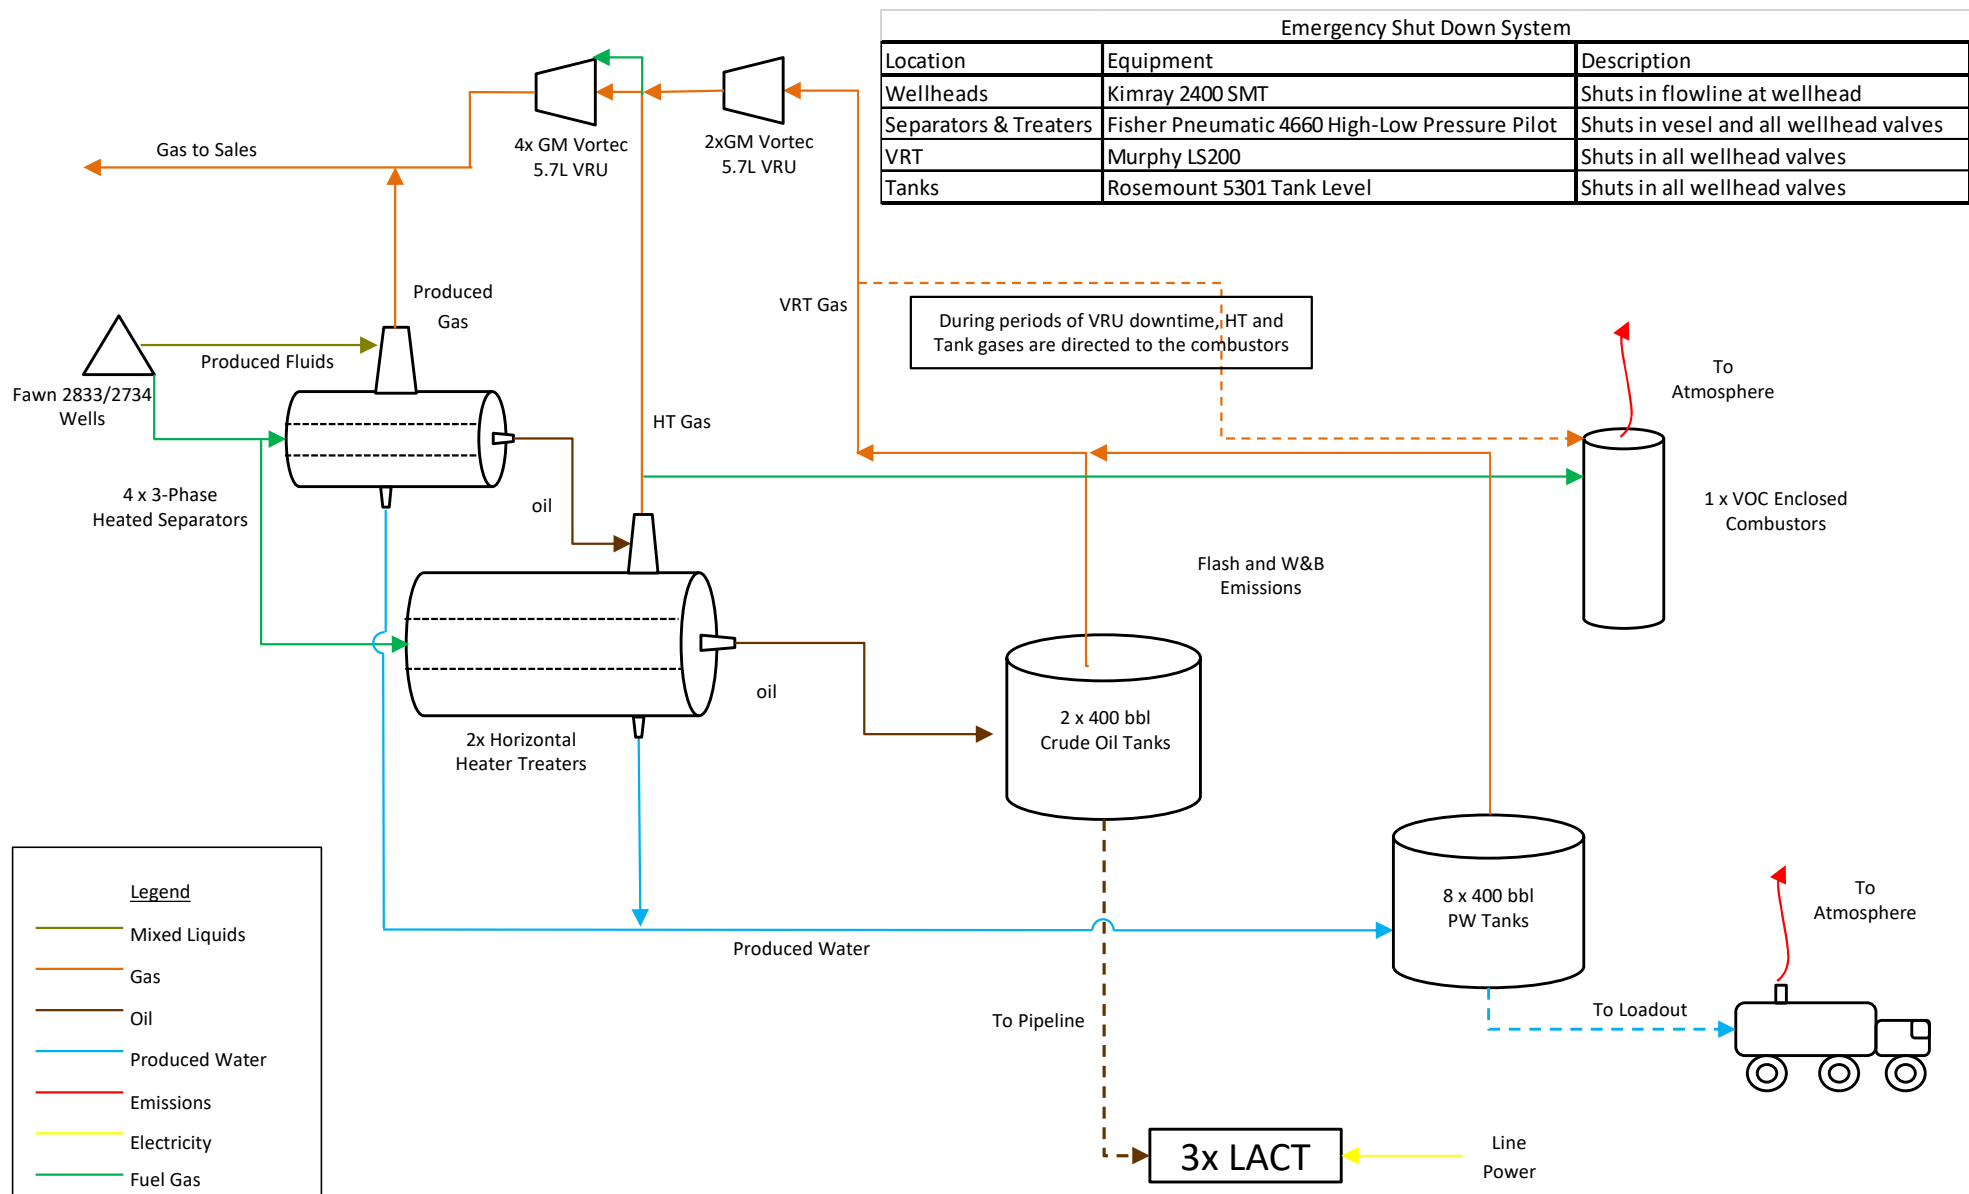 Emergency Shut Down System
Location Equipment Description
Wellheads Kimray 2400 SMT Shuts in flowline at wellhead
Separators & Treaters Fisher Pneumatic 4660 High-Low Pressure Pilot Shuts in vesel and all wellhead valves
VRT Murphy LS200 Shuts in all wellhead valves
Tanks Rosemount 5301 Tank Level Shuts in all wellhead valves
4x GM Vortec
5.7L VRU
2xGM Vortec
5.7L VRU
Gas to Sales
Produced
Gas
VRT Gas
During periods of VRU downtime, HT and
Tank gases are directed to the combustors
Produced Fluids
Fawn 2833/2734
Wells
HT Gas
To
Atmosphere
4 x 3-Phase
Heated Separators
oil
1 x VOC Enclosed
Combustors
Flash and W&B
Emissions
oil
2x Horizontal
Heater Treaters
2 x 400 bbl
Crude Oil Tanks
8 x 400 bbl
PW Tanks
To
Atmosphere
Produced Water
To Pipeline
To Loadout
3x LACT
Line
Power
Legend
Mixed Liquids
Gas
Oil
Produced Water
Emissions
Electricity
Fuel Gas